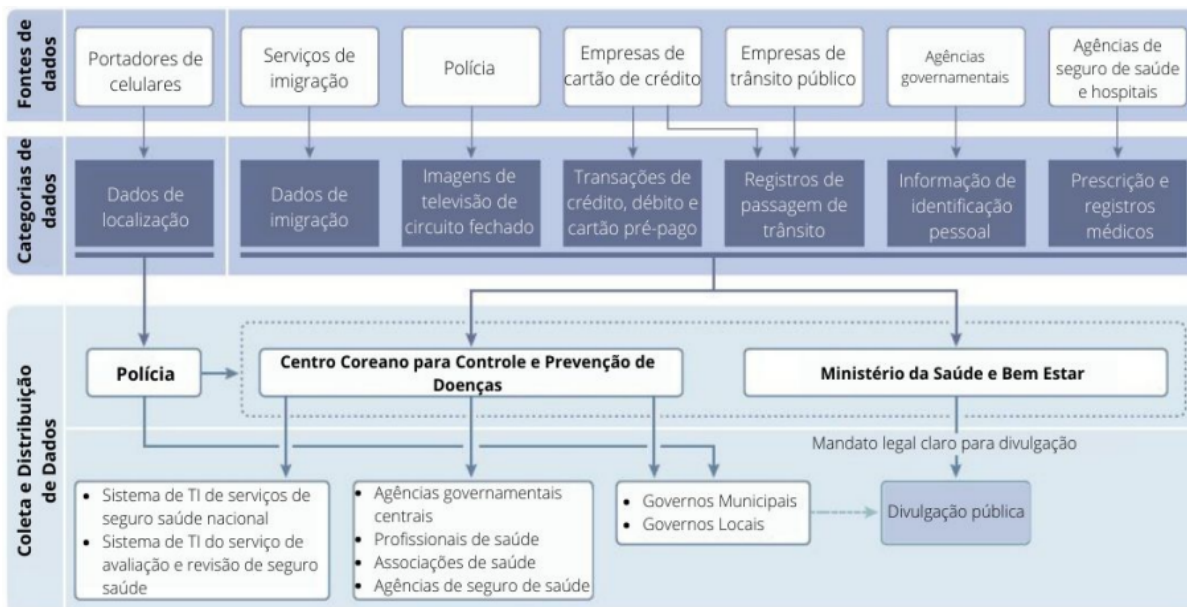 Fontes de
dados
Portadores de
celulares
Serviços de
imigração
Polícia
Empresas de
cartão de crédito
Empresas de
trânsito público
Agências
governamentais
Agências de
seguro de saúde
e hospitais
Categorias de
dados
Dados de
localização
Dados de
imigração
Imagens de
televisão de
circuito fechado
Transações de
crédito, débito e
cartão pré-pago
Registros de
passagem de
trânsito
Informação de
identificação
pessoal
Prescrição e
registros
médicos
Coleta e Distribuição
de Dados
Polícia
Centro Coreano para Controle e Prevenção de
Doenças
Ministério da Saúde e Bem Estar
Mandato legal claro para divulgação
• Sistema de TI de serviços de
seguro saúde nacional
• Sistema de TI do serviço de
avaliação e revisão de seguro
saúde
• Agências governamentais
centrais
• Profissionais de saúde
• Associações de saúde
• Agências de seguro de saúde
• Governos Municipais
• Governos Locais
Divulgação pública